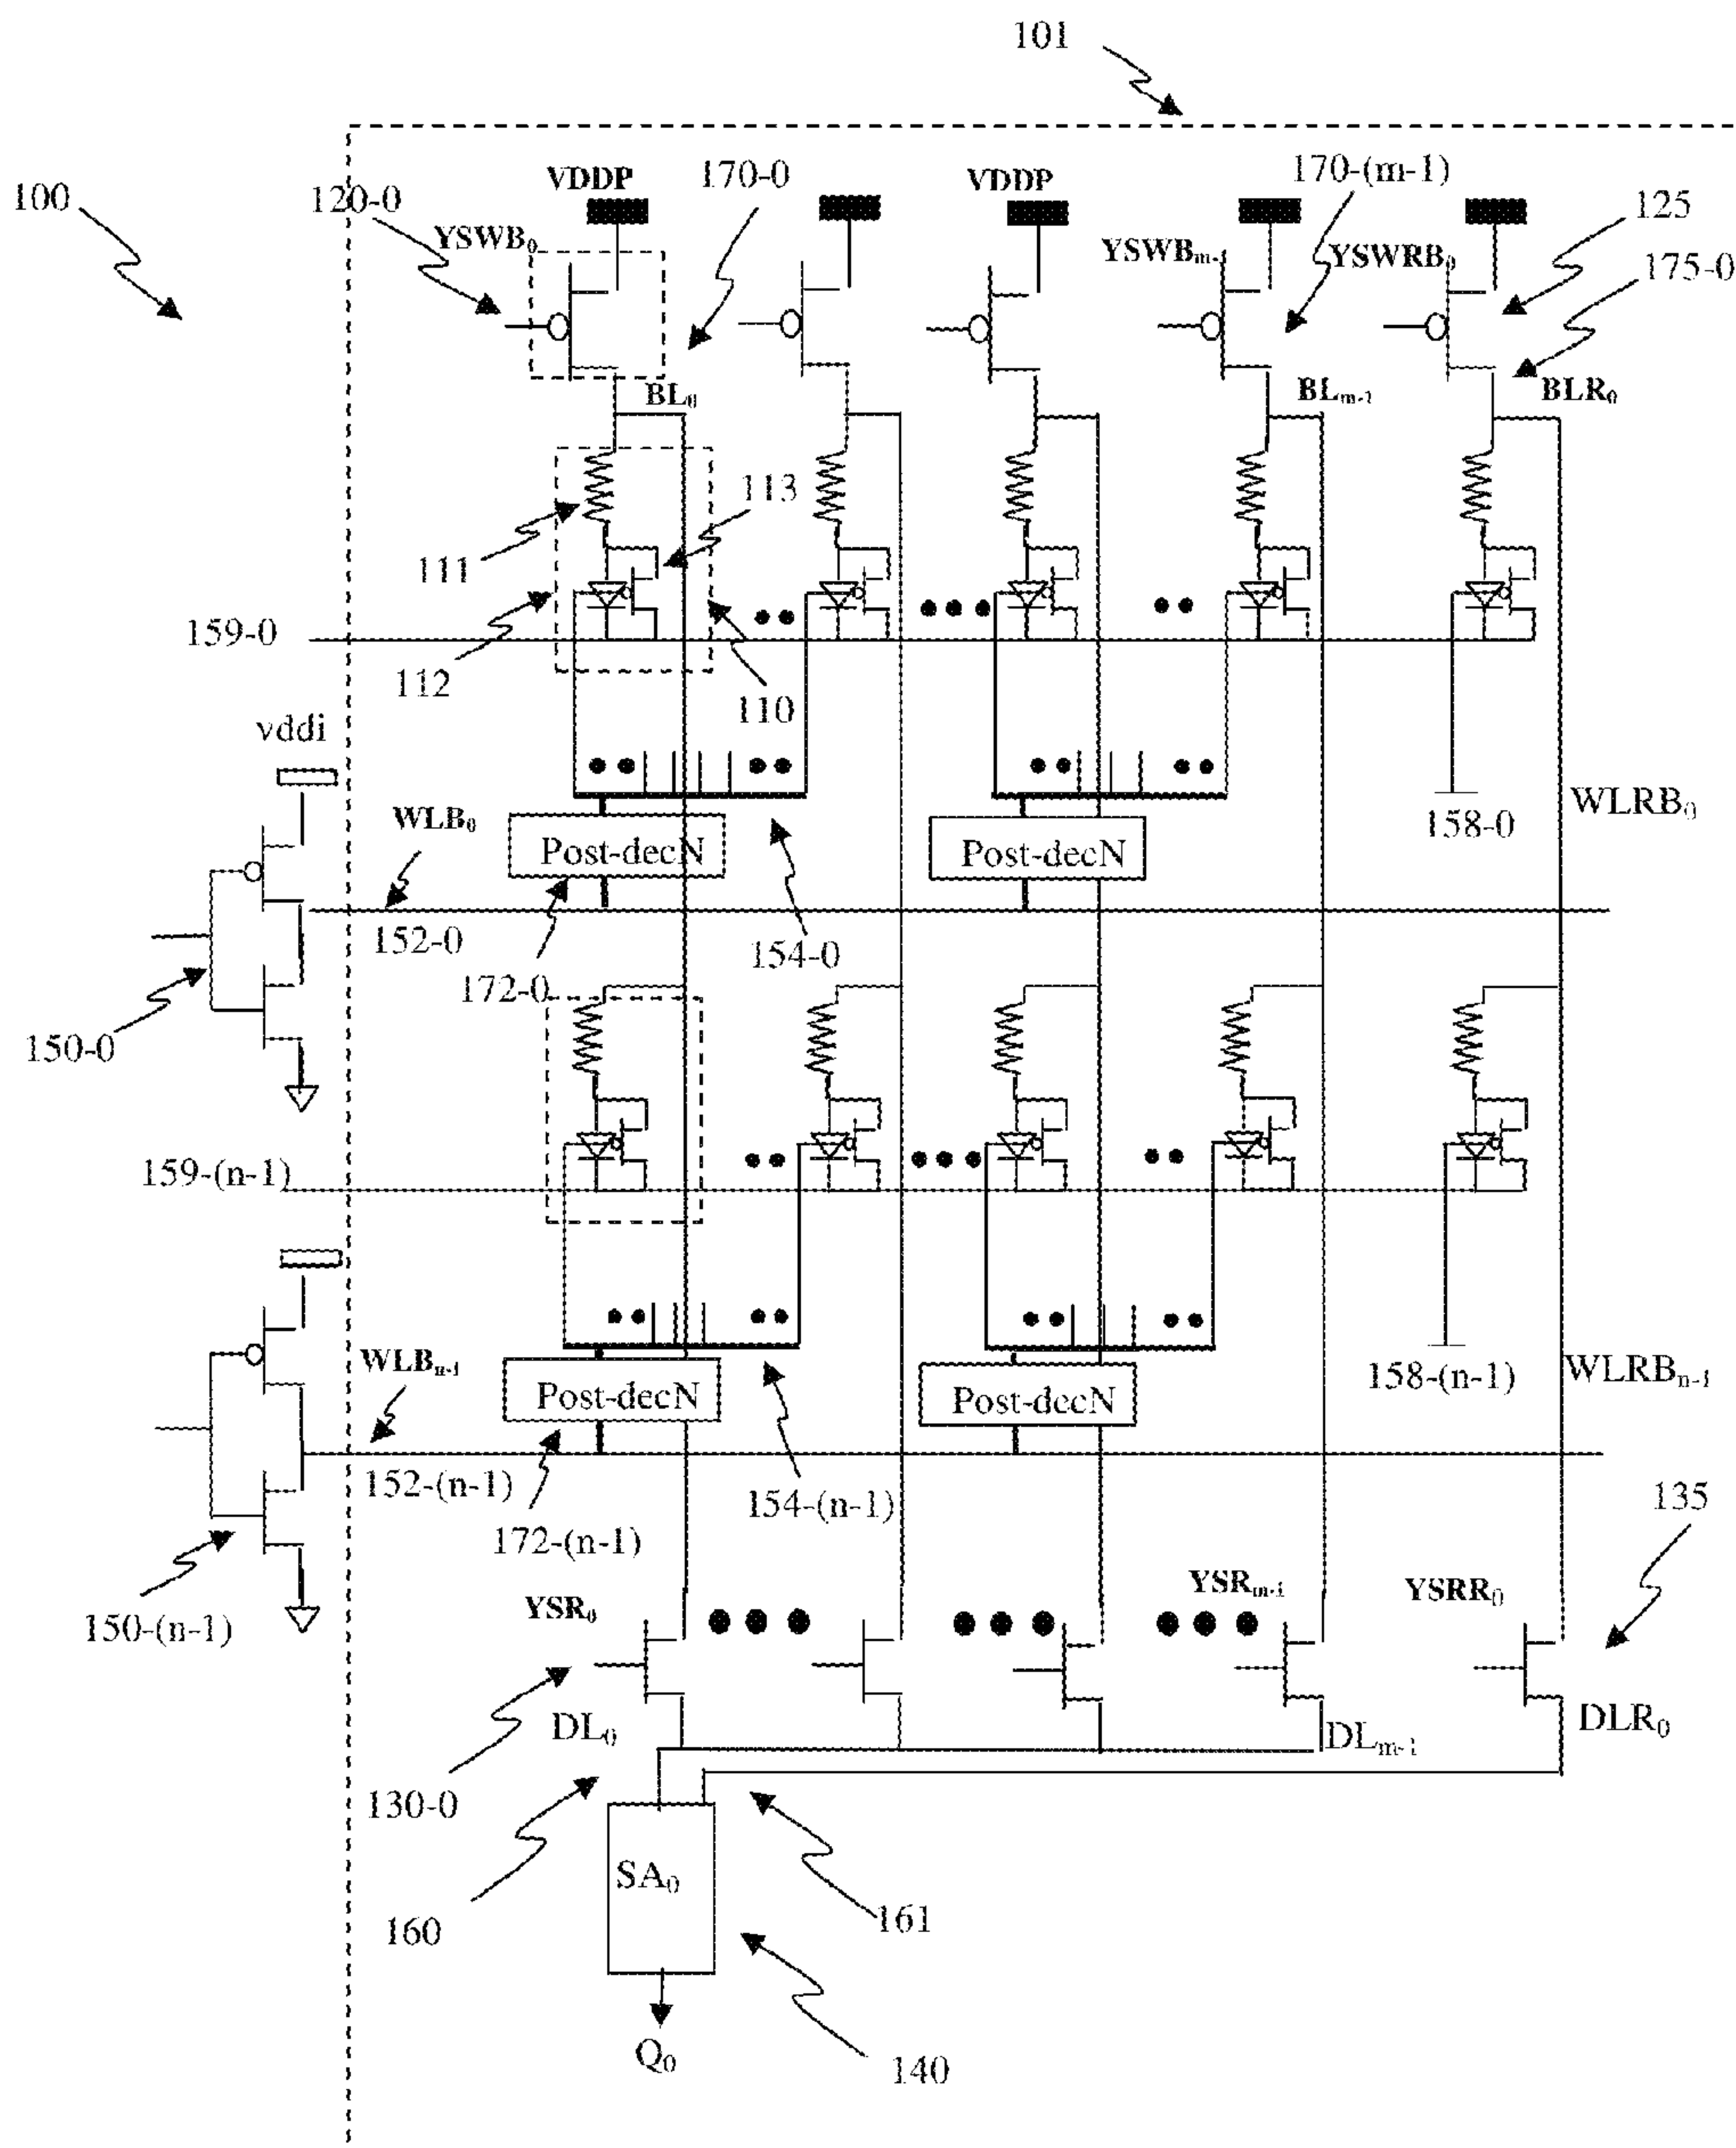 101
100
120-0
VDDP
170-0
VDDP
170-(m-1)
125
YSWB₀
YSWBₘ₋
YSWRB₀
175-0
BL₀
BLₘ₋₁
BLR₀
113
111
159-0
112
110
vddi
WLB₀
Post-decN
Post-decN
158-0
WLRB₀
152-0
172-0
154-0
150-0
159-(n-1)
WLBₙ₋₁
Post-decN
Post-decN
158-(n-1)
WLRBₙ₋₁
152-(n-1)
172-(n-1)
154-(n-1)
135
150-(n-1)
YSR₀
YSRₘ₋₁
YSRR₀
DL₀
DLₘ₋₁
DLR₀
130-0
SA₀
160
161
Q₀
140